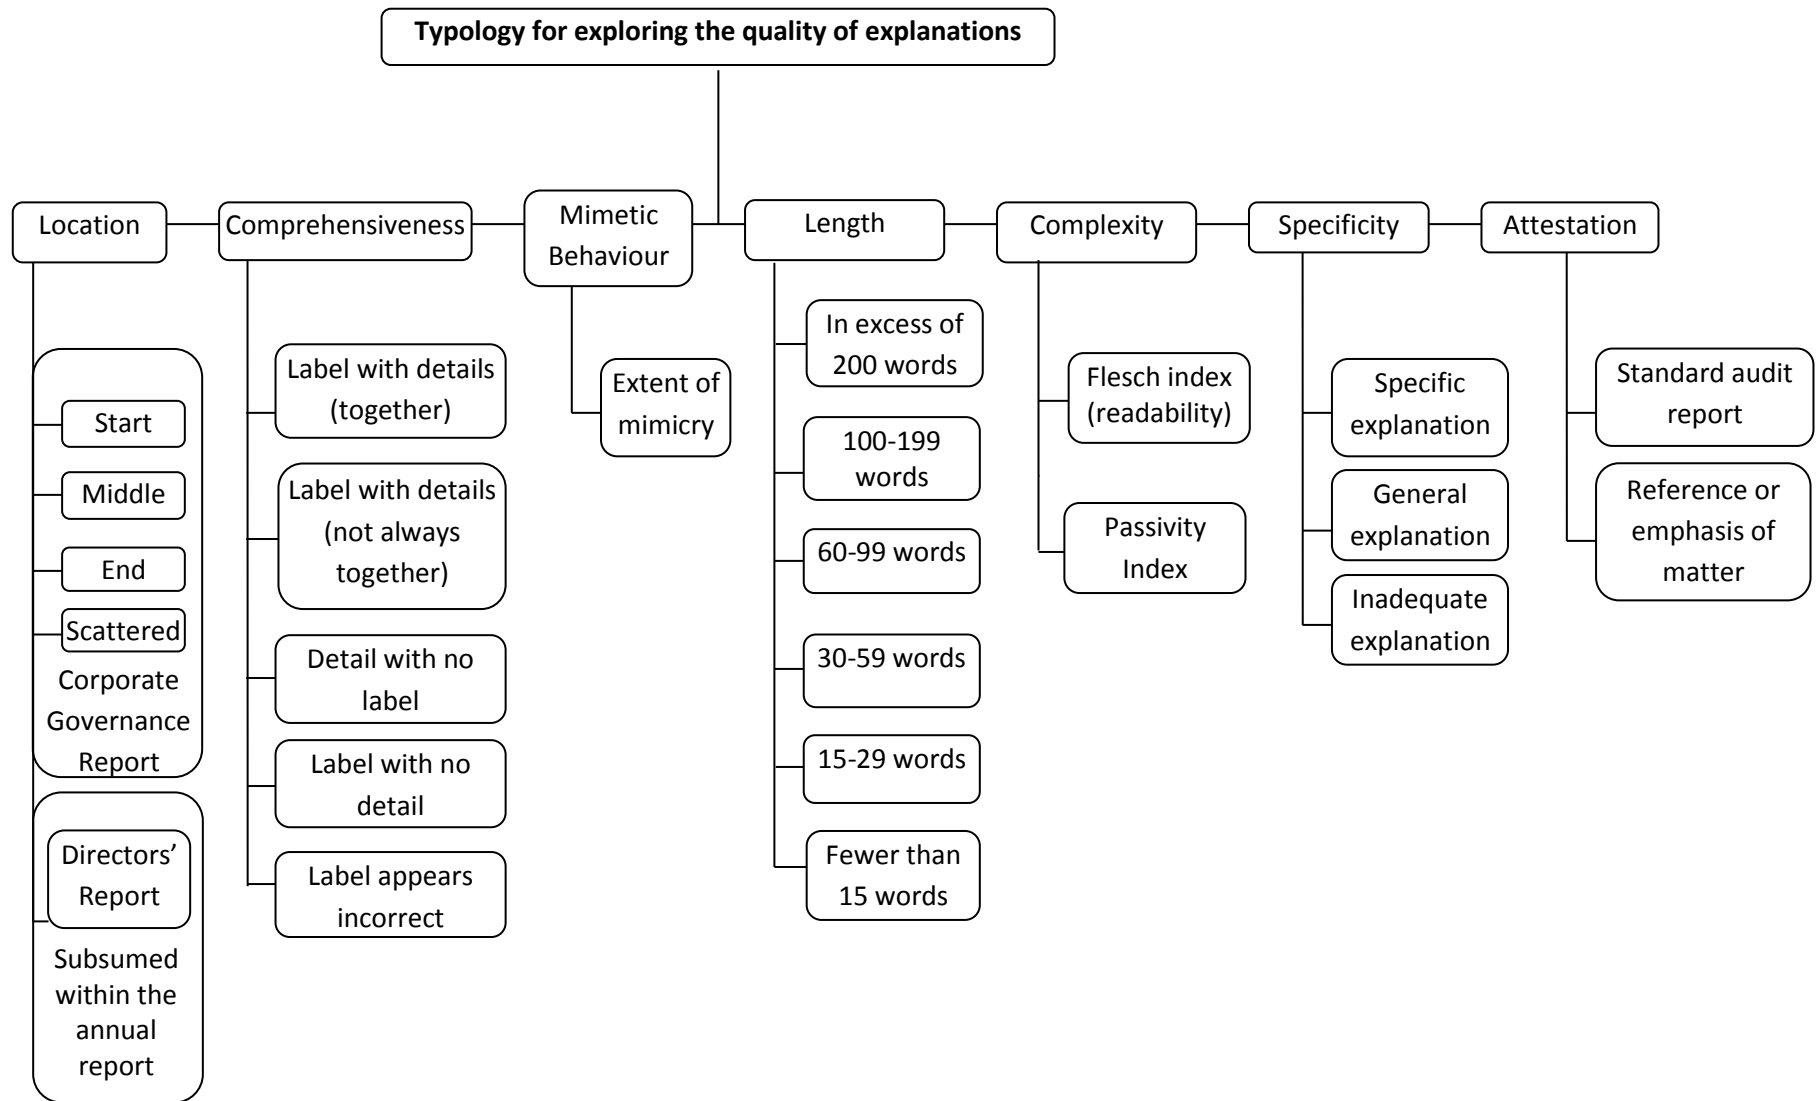 Typology for exploring the quality of explanations
Location
Comprehensiveness
Mimetic
Behaviour
Length
Complexity
Specificity
Attestation
Start
Middle
End
Scattered
Corporate
Governance
Report
Directors’
Report
Subsumed
within the
annual
report
Label with details
(together)
Label with details
(not always
together)
Detail with no
label
Label with no
detail
Label appears
incorrect
Extent of
mimicry
In excess of
200 words
100-199
words
60-99 words
30-59 words
15-29 words
Fewer than
15 words
Flesch index
(readability)
Passivity
Index
Specific
explanation
General
explanation
Inadequate
explanation
Standard audit
report
Reference or
emphasis of
matter